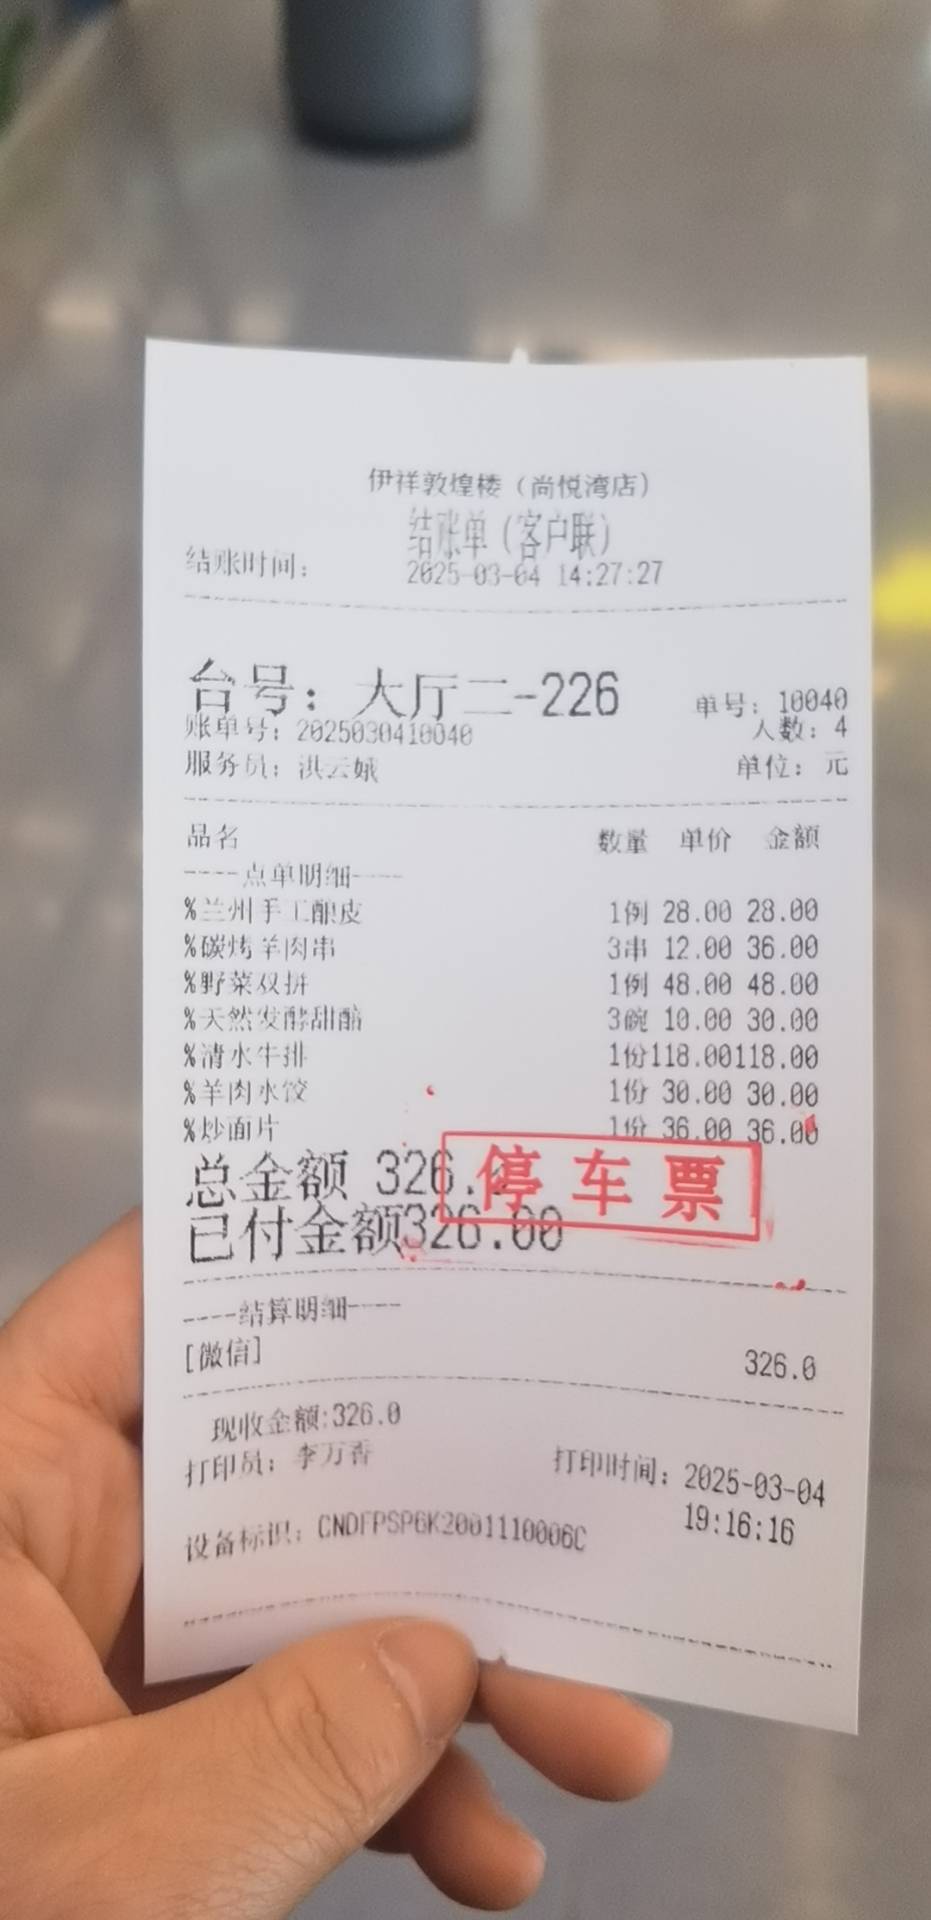 伊祥敦煌楼（尚悦湾店）
结账单（客户联）
结账时间： 2025-03-04 14:27:27
台号：大厅二-226 单号：10040
账单号：2025030410040 人数：4
服务员：洪云娥 单位：元
品名 数量 单价 金额
----点单明细----
%兰州手工酿皮 1例 28.00 28.00
%碳烤羊肉串 3串 12.00 36.00
%野菜双拼 1例 48.00 48.00
%天然发酵甜醅 3碗 10.00 30.00
%清水牛排 1份118.00118.00
%羊肉水饺 1份 30.00 30.00
%炒面片 1份 36.00 36.00
总金额 326.0
停车票
已付金额326.00
----结算明细----
[微信] 326.0
现收金额:326.0
打印员：李万香 打印时间：2025-03-04
19:16:16
设备标识：